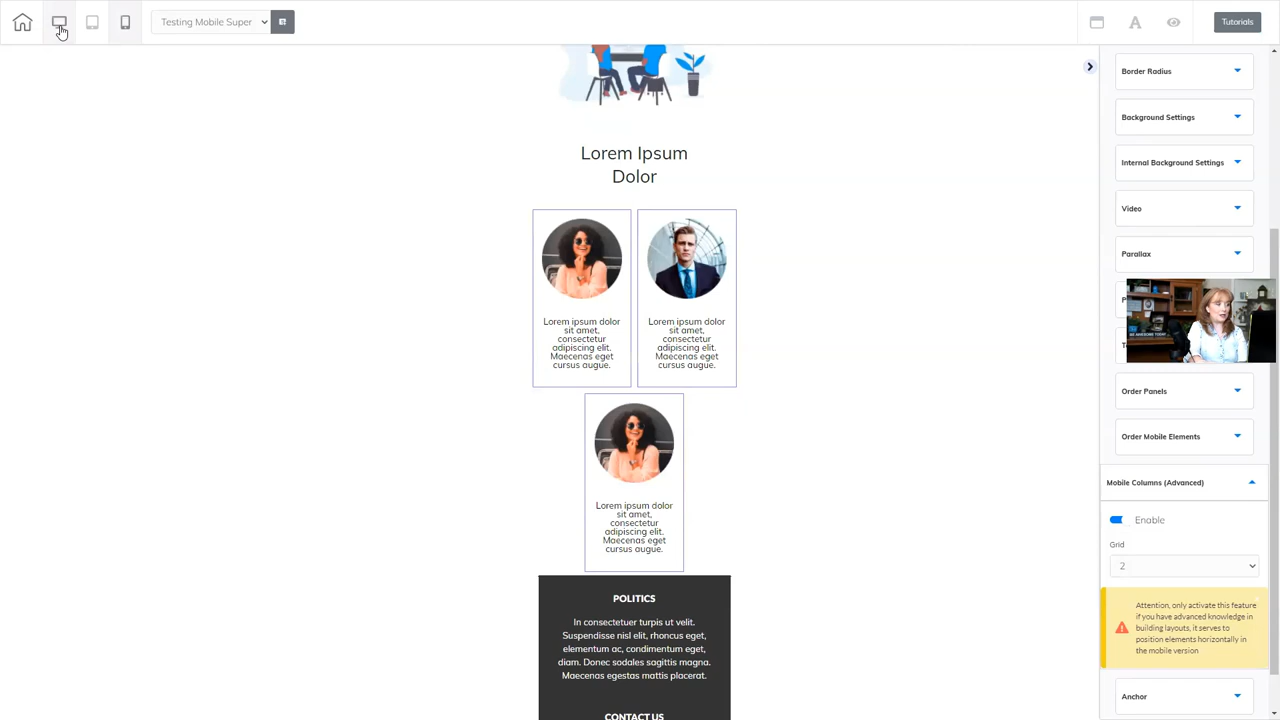 Testing Mobile Super
Tutorials
Border Radius
Background Settings
Lorem Ipsum
Dolor
Internal Background Settings
Video
Parallax
Lorem ipsum dolor
sit amet,
consectetur
adipiscing elit.
Maecenas eget
cursus augue.
Lorem ipsum dolor
sit amet,
consectetur
adipiscing elit.
Maecenas eget
cursus augue.
BE AWESOME TODAY
Order Panels
Order Mobile Elements
Lorem ipsum dolor
sit amet,
consectetur
adipiscing elit.
Maecenas eget
cursus augue.
Mobile Columns (Advanced)
Enable
Grid
2
Attention, only activate this feature
if you have advanced knowledge in
building layouts, it serves to
position elements horizontally in
the mobile version
Anchor
POLITICS
In consectetuer turpis ut velit.
Suspendisse nisl elit, rhoncus eget,
elementum ac, condimentum eget,
diam. Donec sodales sagittis magna.
Maecenas egestas mattis placerat.
CONTACT US